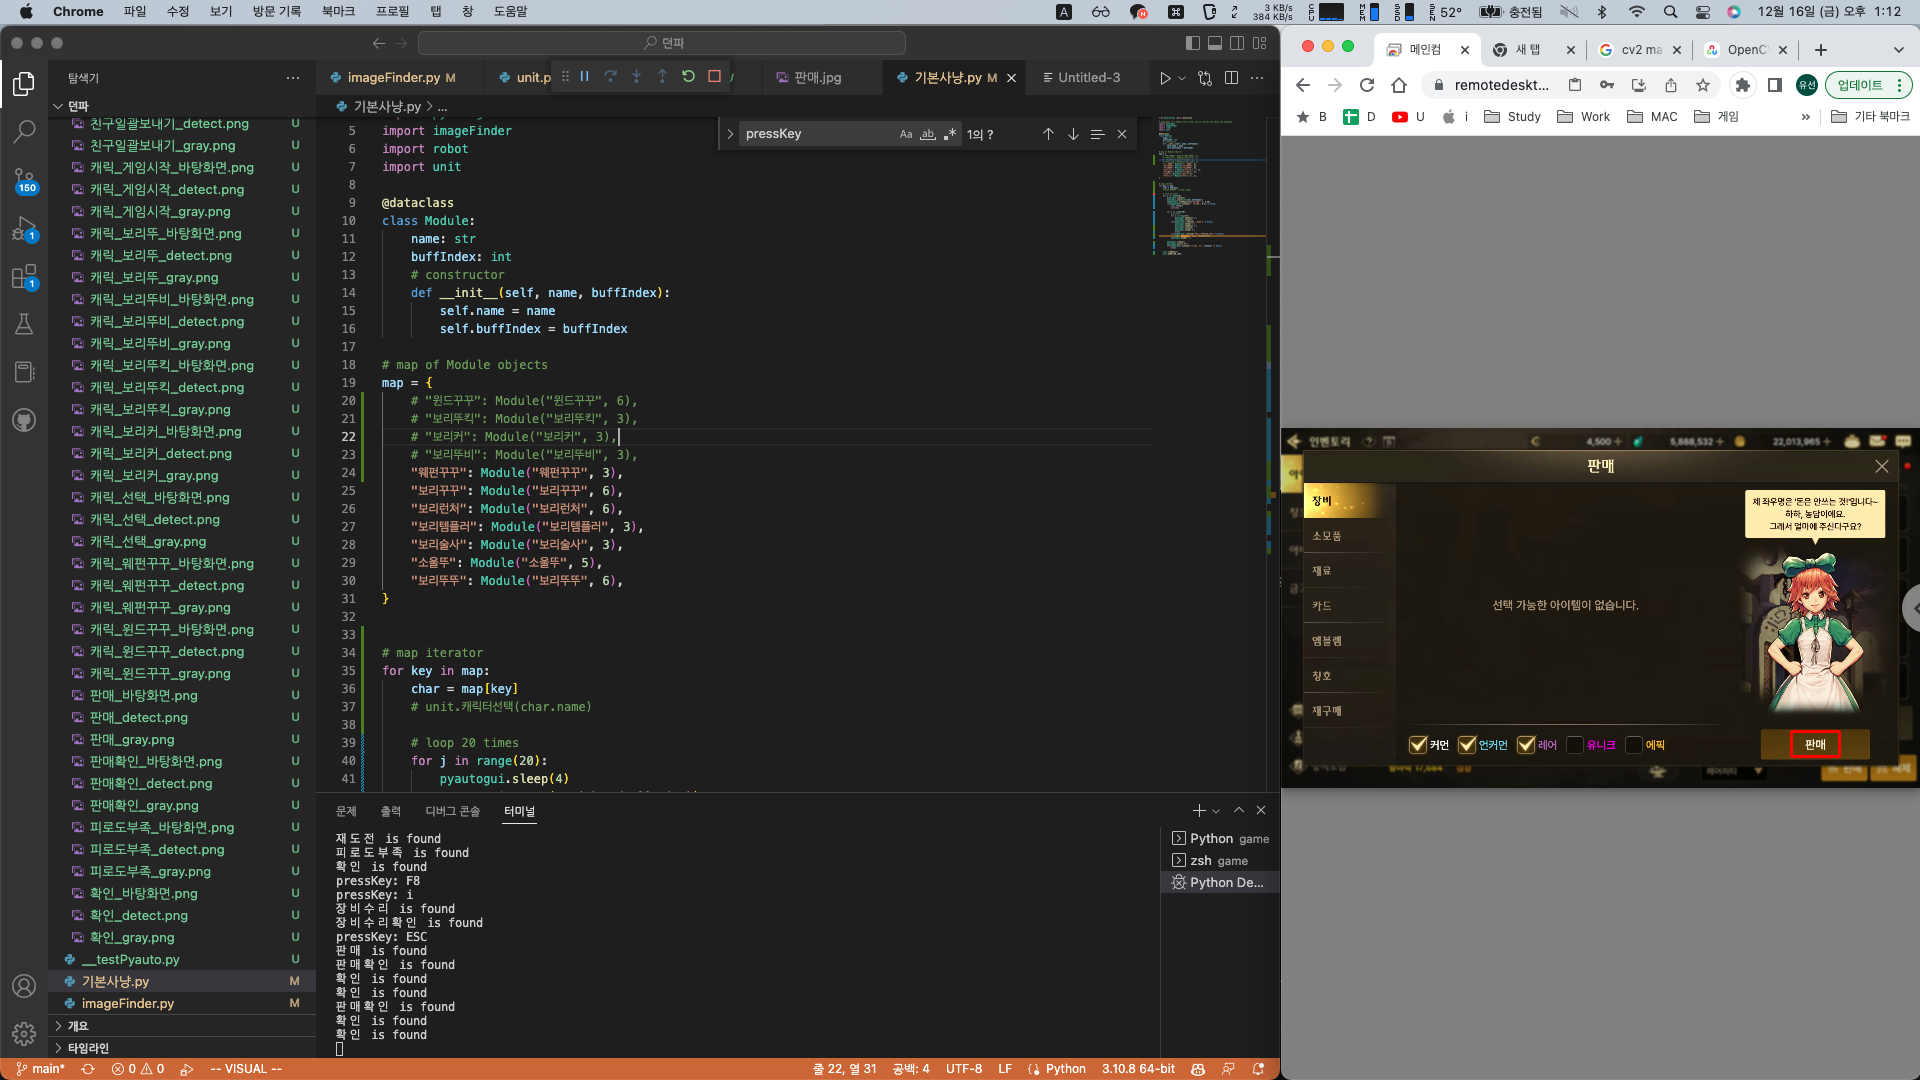 Chrome 파일 수정 보기 방문 기록 북마크 프로필 탭 창 도움말
3 KB/s
384 KB/s
52° 충전됨 12월 16일 (금) 오후 1:12
던파
탐색기
던파
친구일괄보내기_detect.png U
친구일괄보내기_gray.png U
캐릭_게임시작_바탕화면.png U
캐릭_게임시작_detect.png U
캐릭_게임시작_gray.png U
캐릭_보리뚜_바탕화면.png U
캐릭_보리뚜_detect.png U
캐릭_보리뚜_gray.png U
캐릭_보리뚜비_바탕화면.png U
캐릭_보리뚜비_detect.png U
캐릭_보리뚜비_gray.png U
캐릭_보리뚜킥_바탕화면.png U
캐릭_보리뚜킥_detect.png U
캐릭_보리뚜킥_gray.png U
캐릭_보리커_바탕화면.png U
캐릭_보리커_detect.png U
캐릭_보리커_gray.png U
캐릭_선택_바탕화면.png U
캐릭_선택_detect.png U
캐릭_선택_gray.png U
캐릭_웨펀꾸꾸_바탕화면.png U
캐릭_웨펀꾸꾸_detect.png U
캐릭_웨펀꾸꾸_gray.png U
캐릭_윈드꾸꾸_바탕화면.png U
캐릭_윈드꾸꾸_detect.png U
캐릭_윈드꾸꾸_gray.png U
판매_바탕화면.png U
판매_detect.png U
판매_gray.png U
판매확인_바탕화면.png U
판매확인_detect.png U
판매확인_gray.png U
피로도부족_바탕화면.png U
피로도부족_detect.png U
피로도부족_gray.png U
확인_바탕화면.png U
확인_detect.png U
확인_gray.png U
__testPyauto.py U
기본사냥.py M
imageFinder.py M
개요
타임라인
150
1
1
imageFinder.py M unit.p 판매.jpg 기본사냥.py M Untitled-3
기본사냥.py > ...
pressKey Aa ab 1의 ?
5 import imageFinder
6 import robot
7 import unit
8
9 @dataclass
10 class Module:
11 name: str
12 buffIndex: int
13 # constructor
14 def __init__(self, name, buffIndex):
15 self.name = name
16 self.buffIndex = buffIndex
17
18 # map of Module objects
19 map = {
20 # "윈드꾸꾸": Module("윈드꾸꾸", 6),
21 # "보리뚜킥": Module("보리뚜킥", 3),
22 # "보리커": Module("보리커", 3),
23 # "보리뚜비": Module("보리뚜비", 3),
24 "웨펀꾸꾸": Module("웨펀꾸꾸", 3),
25 "보리꾸꾸": Module("보리꾸꾸", 6),
26 "보리런처": Module("보리런처", 6),
27 "보리템플러": Module("보리템플러", 3),
28 "보리술사": Module("보리술사", 3),
29 "소울뚜": Module("소울뚜", 5),
30 "보리뚜뚜": Module("보리뚜뚜", 6),
31 }
32
33
34 # map iterator
35 for key in map:
36 char = map[key]
37 # unit.캐릭터선택(char.name)
38
39 # loop 20 times
40 for j in range(20):
41 pyautogui.sleep(4)
문제 출력 디버그 콘솔 터미널
재도전 is found
피로도부족 is found
확인 is found
pressKey: F8
pressKey: i
장비수리 is found
장비수리확인 is found
pressKey: ESC
판매 is found
판매확인 is found
확인 is found
확인 is found
판매확인 is found
확인 is found
확인 is found
Python game
zsh game
Python De...
main* 0 0 -- VISUAL -- 줄 22, 열 31 공백: 4 UTF-8 LF Python 3.10.8 64-bit
메인컴 새 탭 cv2 ma OpenC
remotedeskt... 유선 업데이트
B D U i Study Work MAC 게임 » 기타 북마크
인벤토리 4,500 5,888,532 22,013,965
판매
장비
소모품
재료
카드
엠블렘
칭호
재구매
제 좌우명은 '돈은 안쓰는 것!'입니다~
하하, 농담이에요.
그래서 얼마에 주신다구요?
선택 가능한 아이템이 없습니다.
커먼 언커먼 레어 유니크 에픽
판매